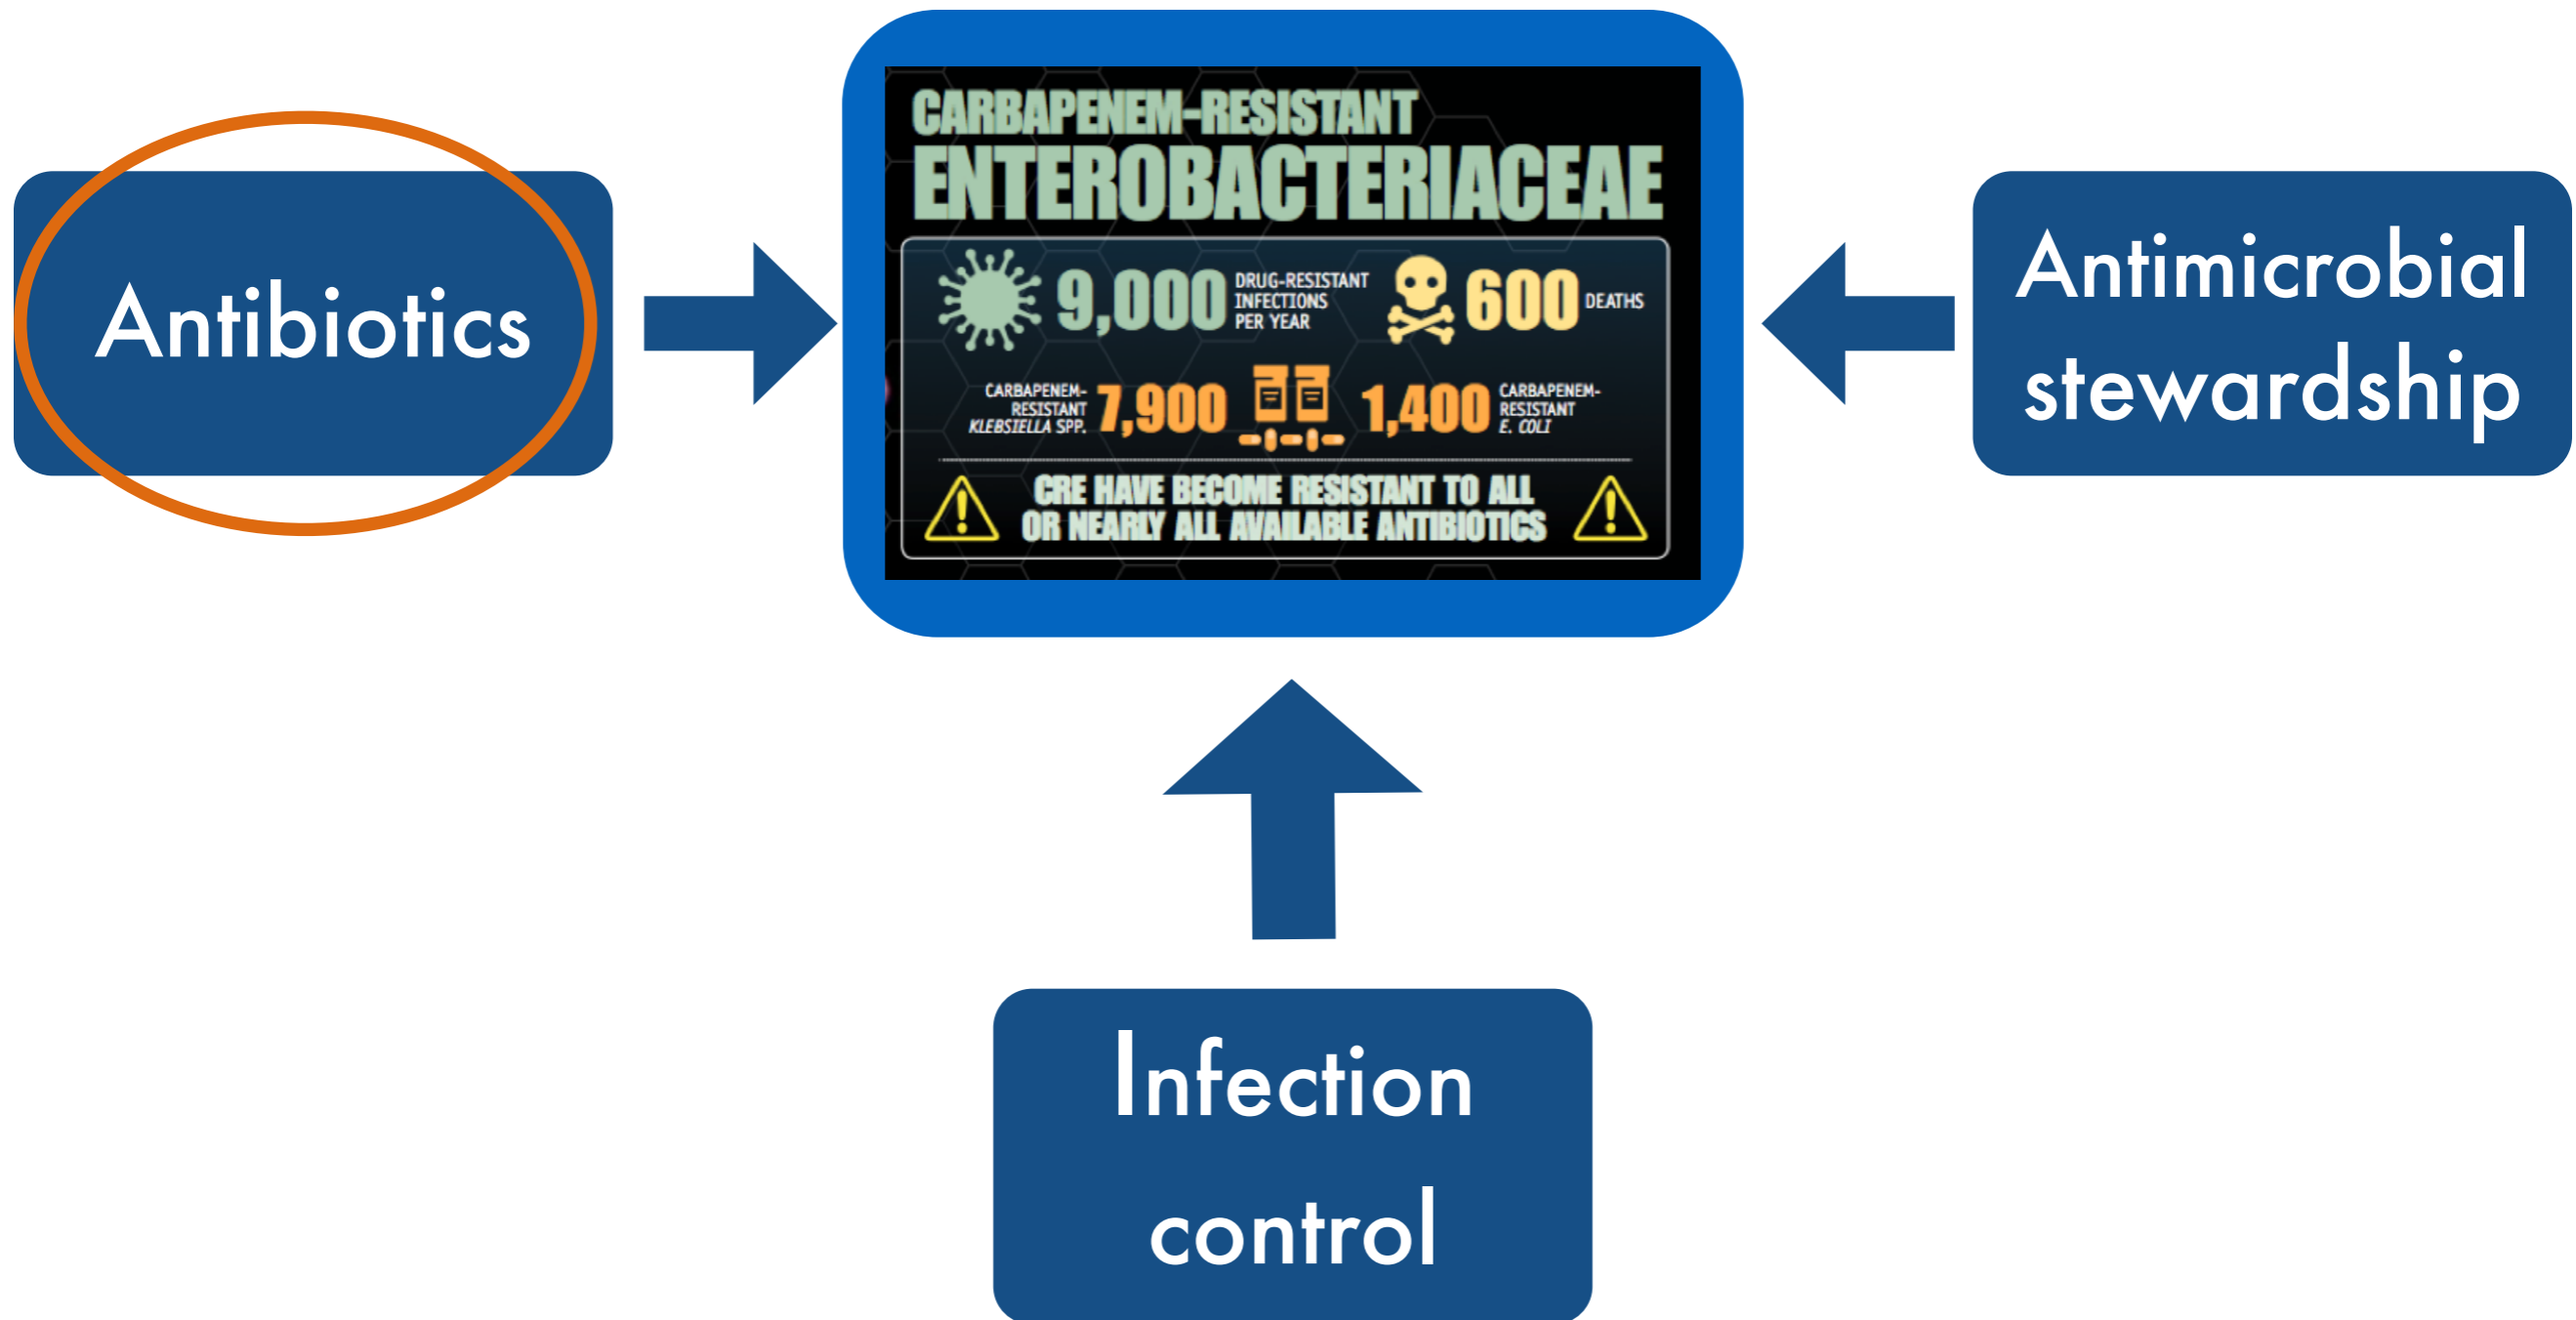 Antibiotics
CARBAPENEM-RESISTANT
ENTEROBACTERIACEAE
9,000 DRUG-RESISTANT
INFECTIONS
PER YEAR
600 DEATHS
CARBAPENEM-
RESISTANT
KLEBSIELLA SPP.
7,900
1,400
CARBAPENEM-
RESISTANT
E. COLI
CRE HAVE BECOME RESISTANT TO ALL
OR NEARLY ALL AVAILABLE ANTIBIOTICS
Antimicrobial
stewardship
Infection
control